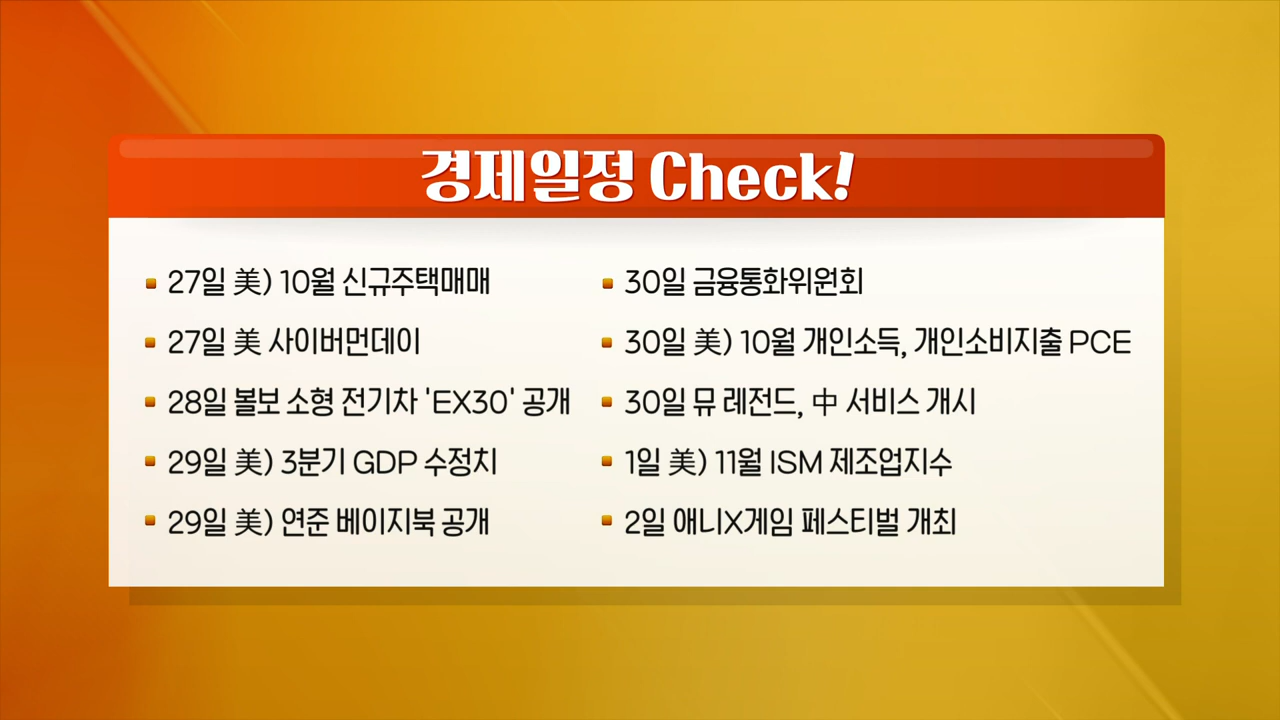 경제일정 Check!
27일 美) 10월 신규주택매매
27일 美 사이버먼데이
28일 볼보 소형 전기차 'EX30' 공개
29일 美) 3분기 GDP 수정치
29일 美) 연준 베이지북 공개
30일 금융통화위원회
30일 美) 10월 개인소득, 개인소비지출 PCE
30일 뮤 레전드, 中 서비스 개시
1일 美) 11월 ISM 제조업지수
2일 애니X게임 페스티벌 개최